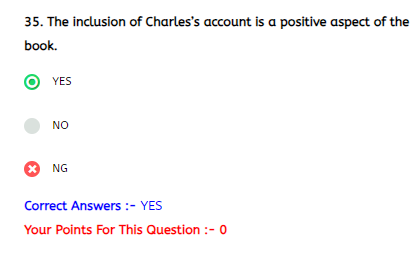 35. The inclusion of Charles's account is a positive aspect of the
book.
YES
NO
NG
Correct Answers :- YES
Your Points For This Question :- 0